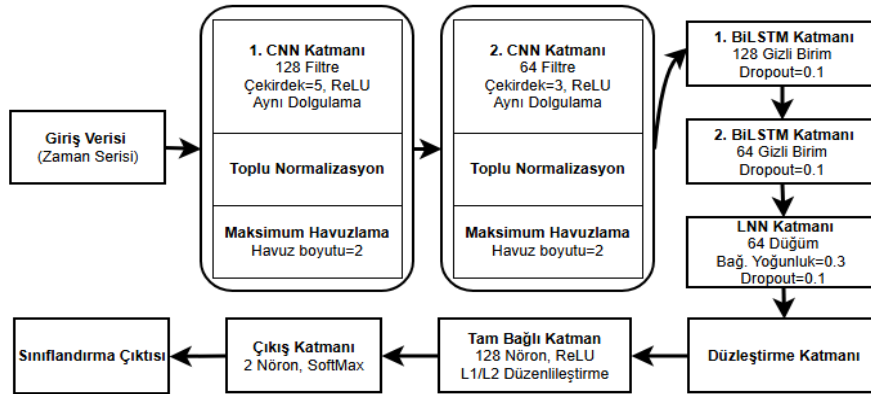 Giriş Verisi
(Zaman Serisi)
1. CNN Katmanı
128 Filtre
Çekirdek=5, ReLU
Aynı Dolgulama
Toplu Normalizasyon
Maksimum Havuzlama
Havuz boyutu=2
2. CNN Katmanı
64 Filtre
Çekirdek=3, ReLU
Aynı Dolgulama
Toplu Normalizasyon
Maksimum Havuzlama
Havuz boyutu=2
1. BiLSTM Katmanı
128 Gizli Birim
Dropout=0.1
2. BiLSTM Katmanı
64 Gizli Birim
Dropout=0.1
LNN Katmanı
64 Düğüm
Bağ. Yoğunluk=0.3
Dropout=0.1
Düzleştirme Katmanı
Tam Bağlı Katman
128 Nöron, ReLU
L1/L2 Düzenlileştirme
Çıkış Katmanı
2 Nöron, SoftMax
Sınıflandırma Çıktısı